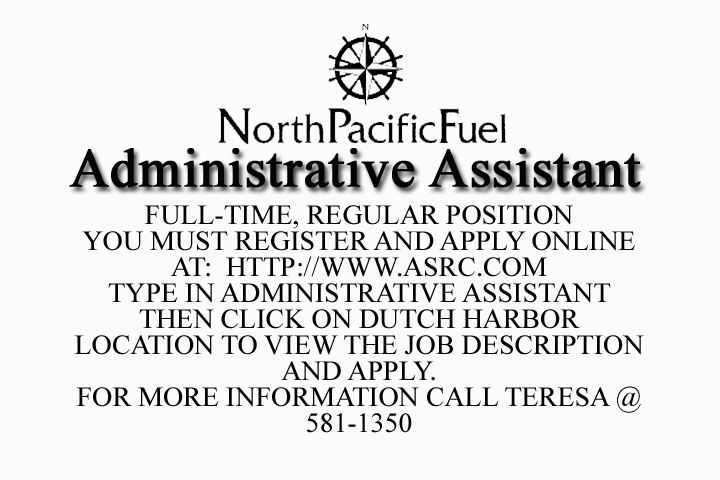 N
NorthPacificFuel
Administrative Assistant
FULL-TIME, REGULAR POSITION
YOU MUST REGISTER AND APPLY ONLINE
AT:  HTTP://WWW.ASRC.COM
TYPE IN ADMINISTRATIVE ASSISTANT
THEN CLICK ON DUTCH HARBOR
LOCATION TO VIEW THE JOB DESCRIPTION
AND APPLY.
FOR MORE INFORMATION CALL TERESA @
581-1350